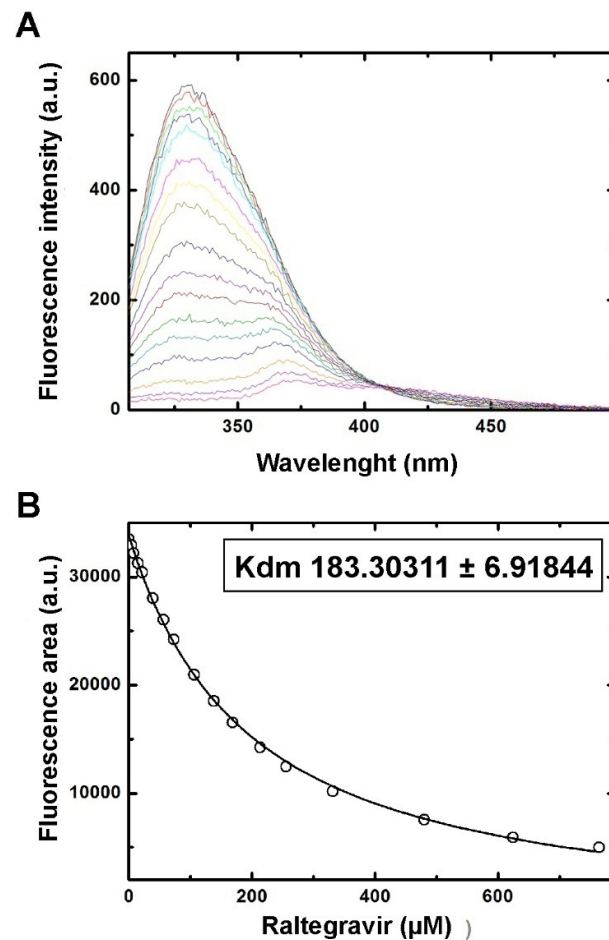 A
600
400
200
0
Fluorescence intensity (a.u.)
350
400
450
Wavelenght (nm)
B
Kdm 183.30311 ± 6.91844
30000
20000
10000
Fluorescence area (a.u.)
0
200
400
600
Raltegravir (µM) )